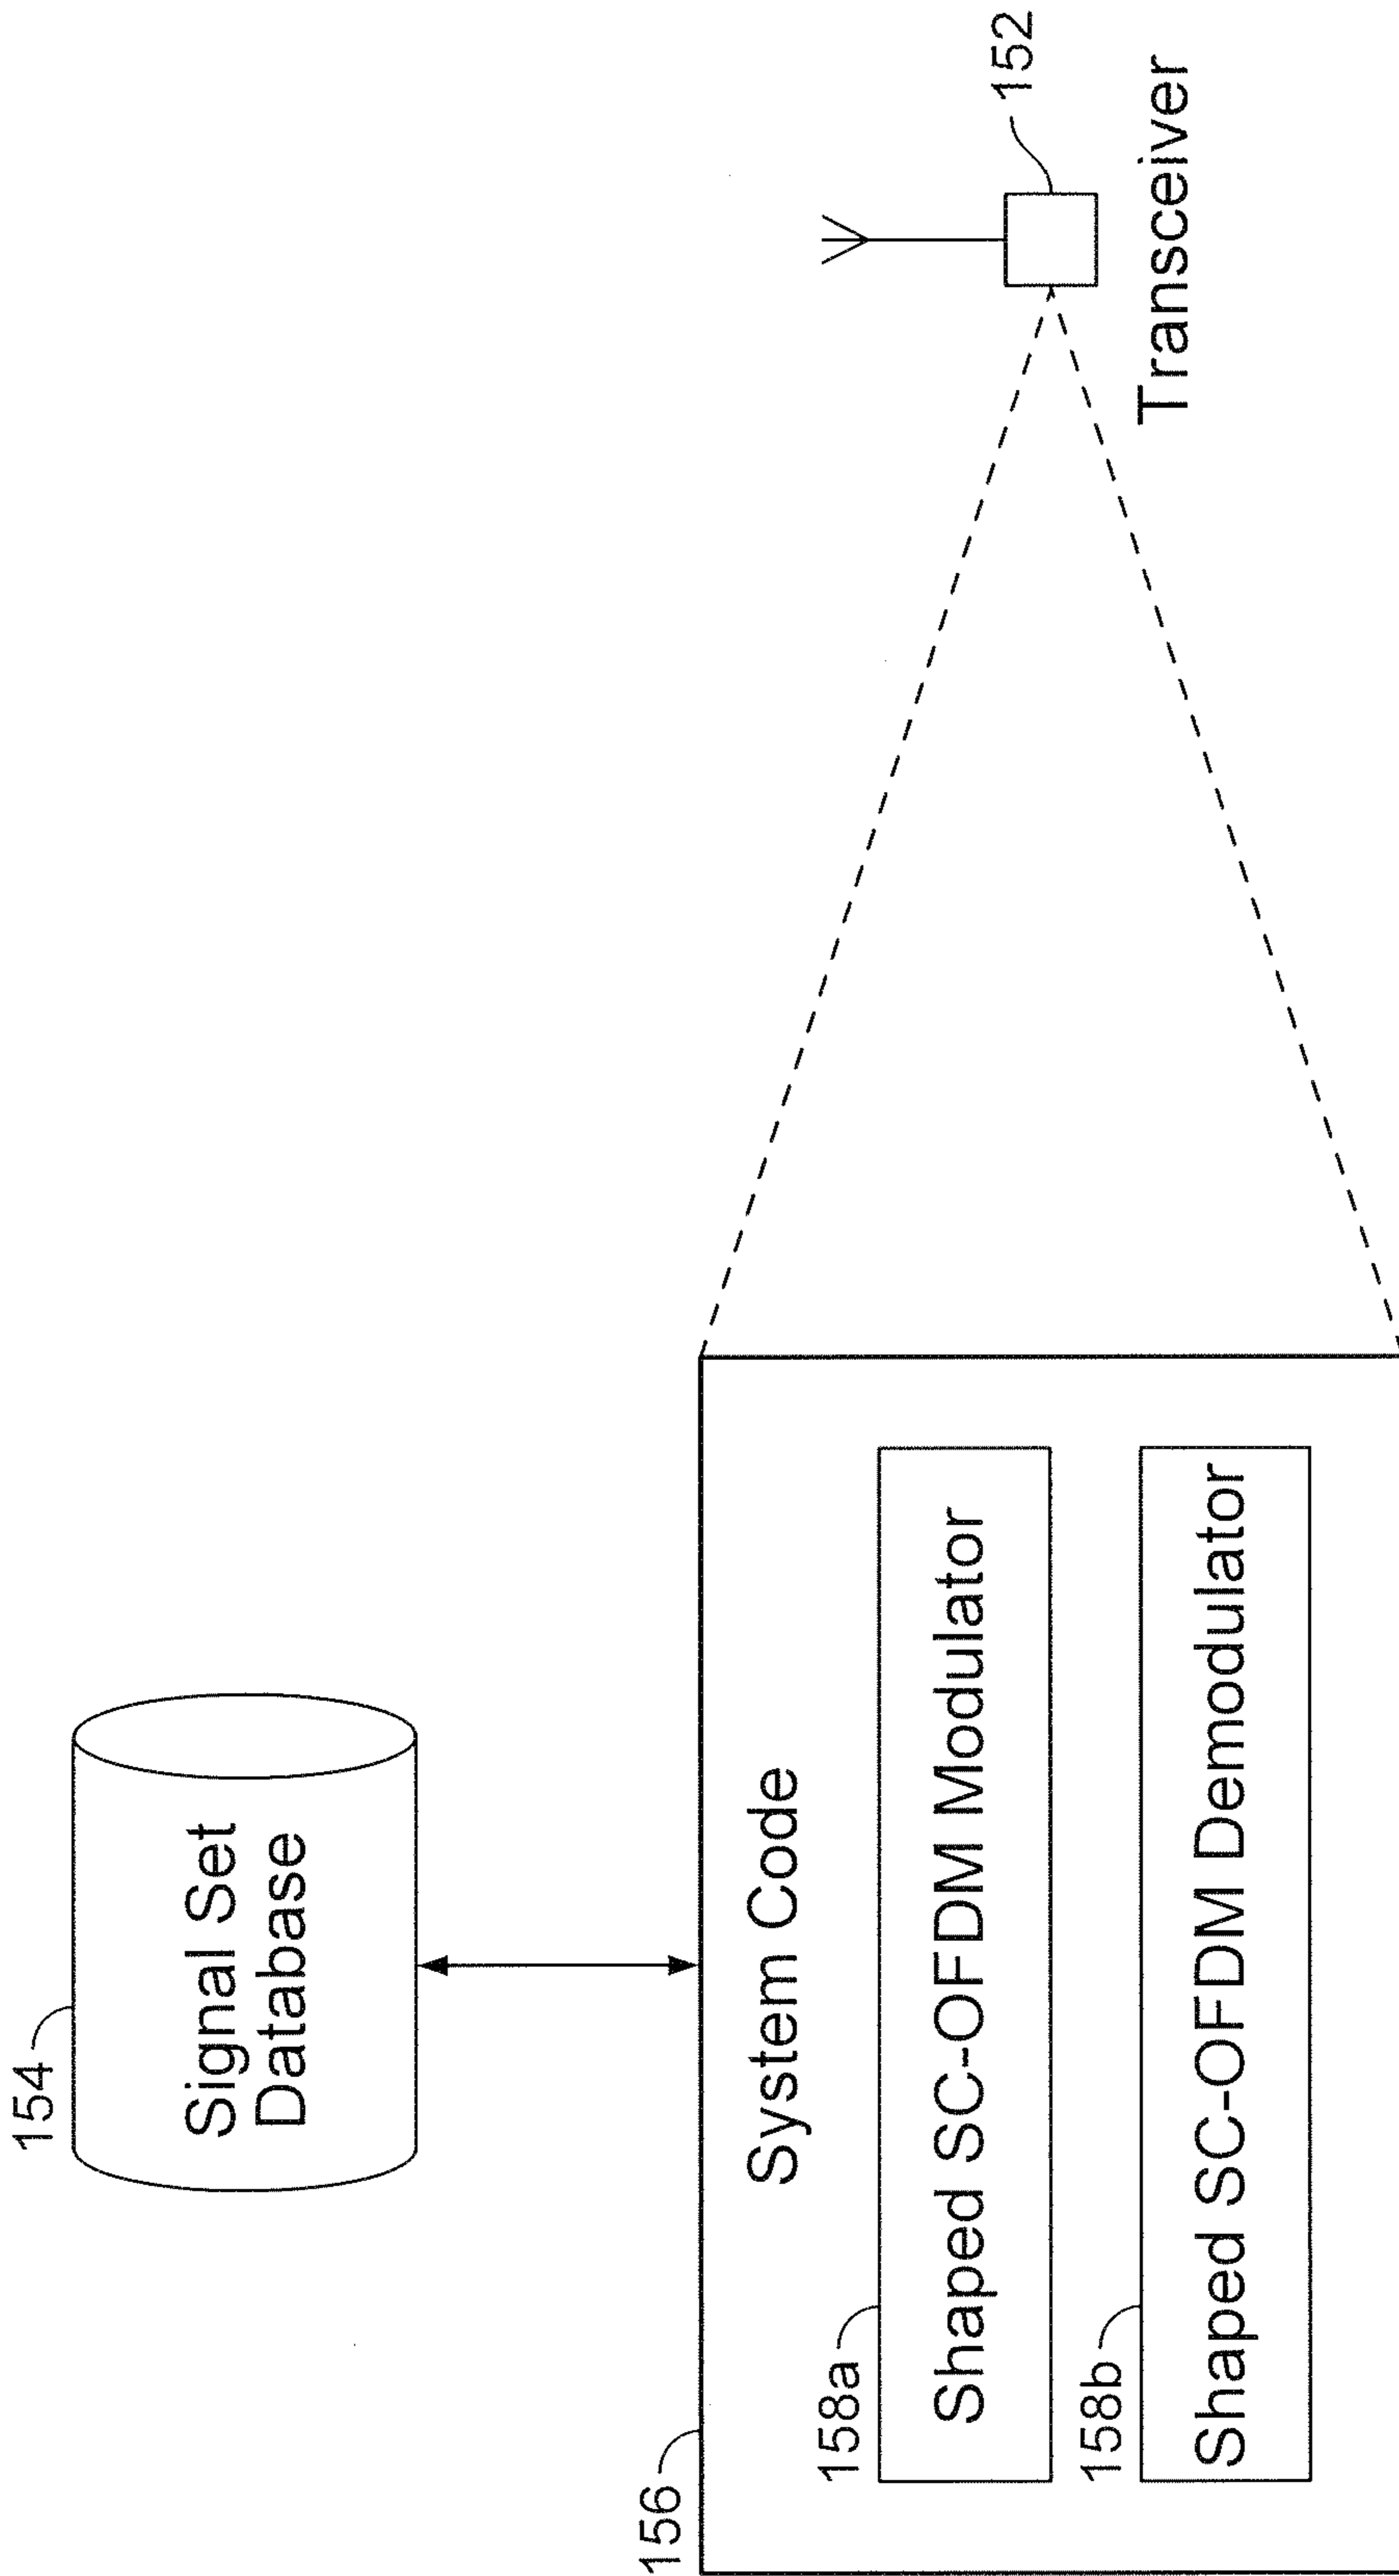 154
Signal Set
Database
156
System Code
158a
Shaped SC-OFDM Modulator
158b
Shaped SC-OFDM Demodulator
152
Transceiver